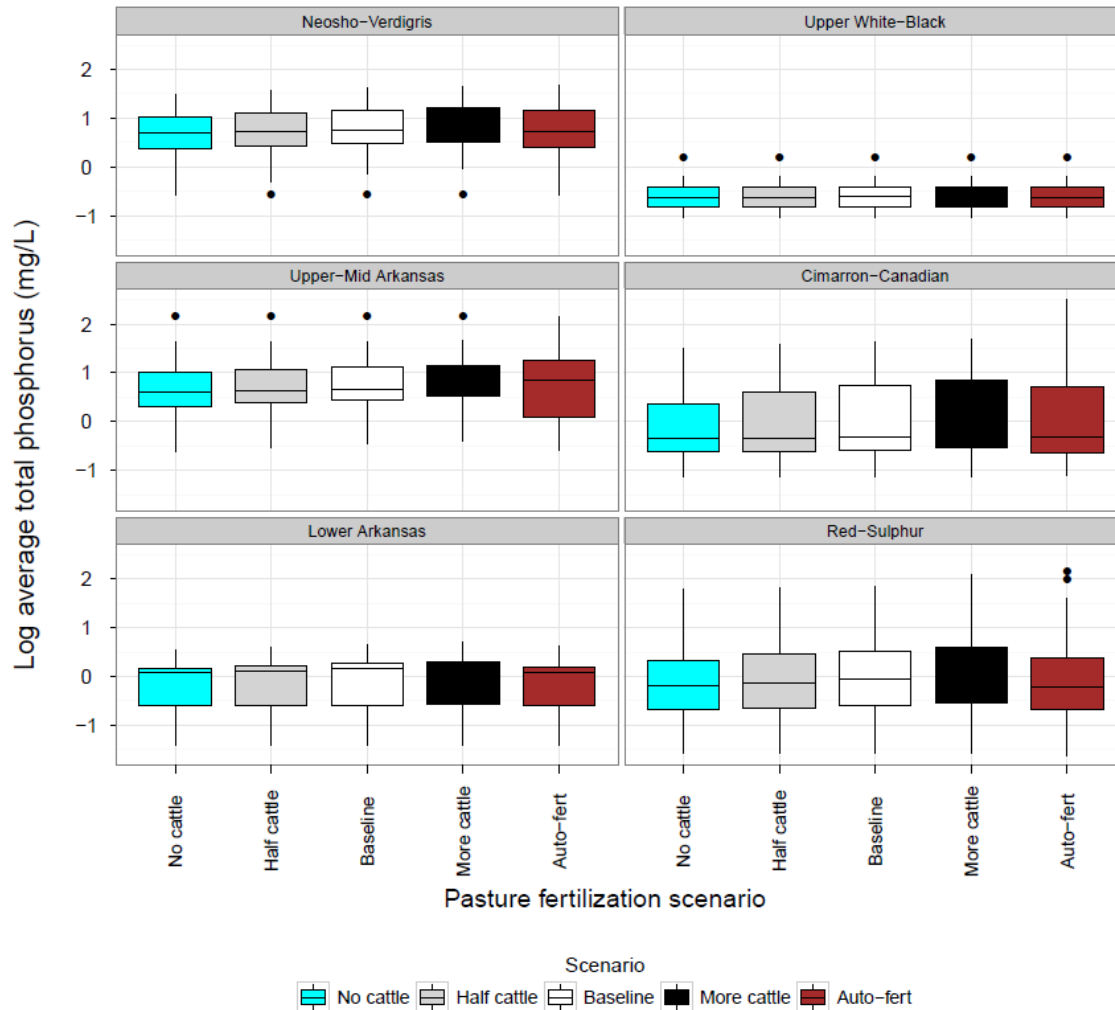 Neosho−Verdigris
Upper White−Black
2
1
0
−1
Upper−Mid Arkansas
Cimarron−Canadian
2
1
0
−1
Lower Arkansas
Red−Sulphur
2
1
0
−1
Log average total phosphorus (mg/L)
No cattle
Half cattle
Baseline
More cattle
Auto−fert
No cattle
Half cattle
Baseline
More cattle
Auto−fert
Pasture fertilization scenario
Scenario
No cattle Half cattle Baseline More cattle Auto−fert